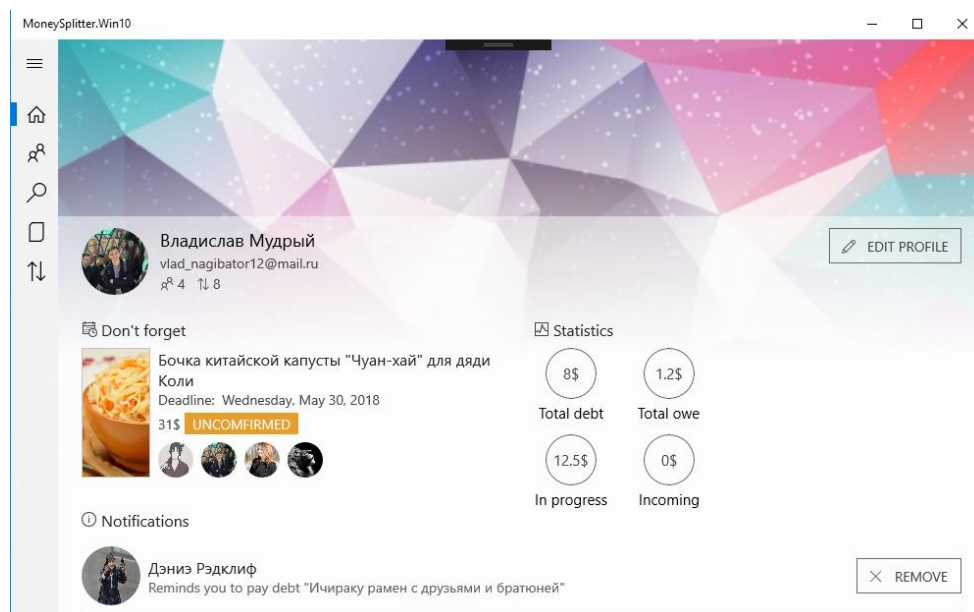 MoneySplitter.Win10
Владислав Мудрый
EDIT PROFILE
vlad_nagibator12@mail.ru
4 8
Don't forget
Бочка китайской капусты "Чуан-хай" для дяди
Коли
Deadline: Wednesday, May 30, 2018
31$ UNCOMFIRMED
Statistics
8$ 1.2$
Total debt Total owe
12.5$ 0$
In progress Incoming
Notifications
Дэниэ Рэдклиф
Reminds you to pay debt "Ичираку рамен с друзьями и братюней"
REMOVE